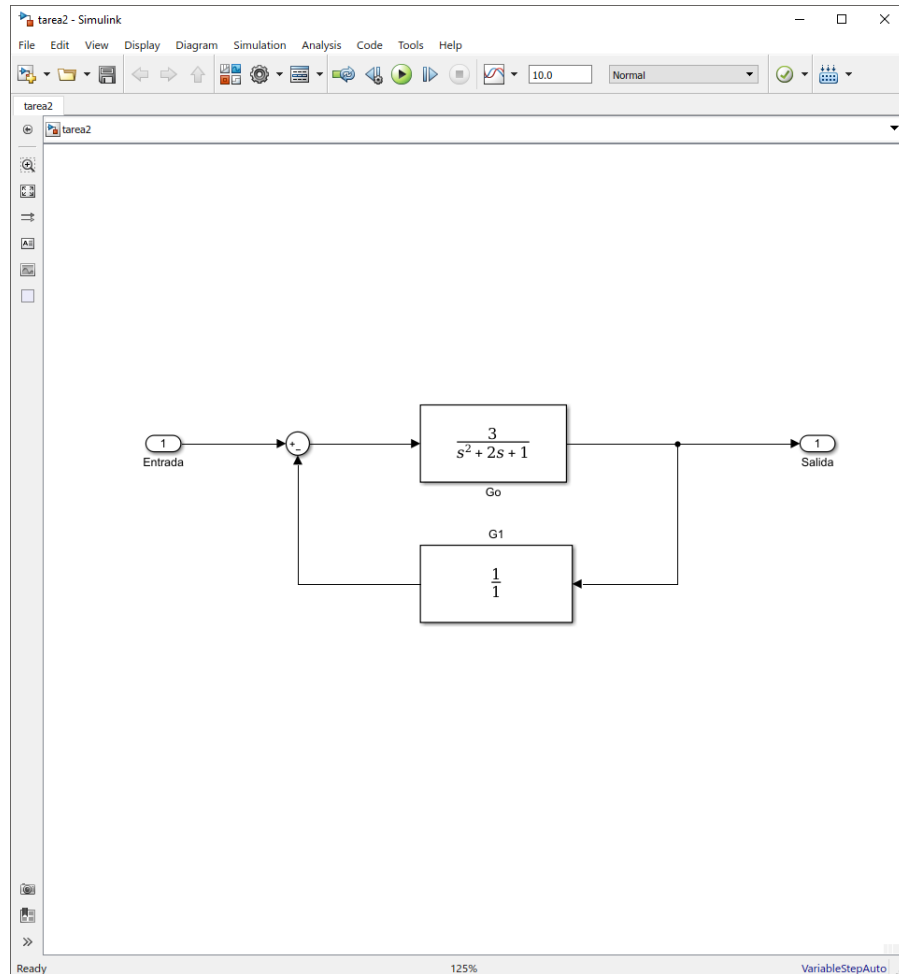 tarea2 - Simulink
File Edit View Display Diagram Simulation Analysis Code Tools Help
10.0 Normal
tarea2
tarea2
1
Entrada
+
-
3
s² + 2s + 1
Go
1
Salida
G1
1
1
Ready 125% VariableStepAuto